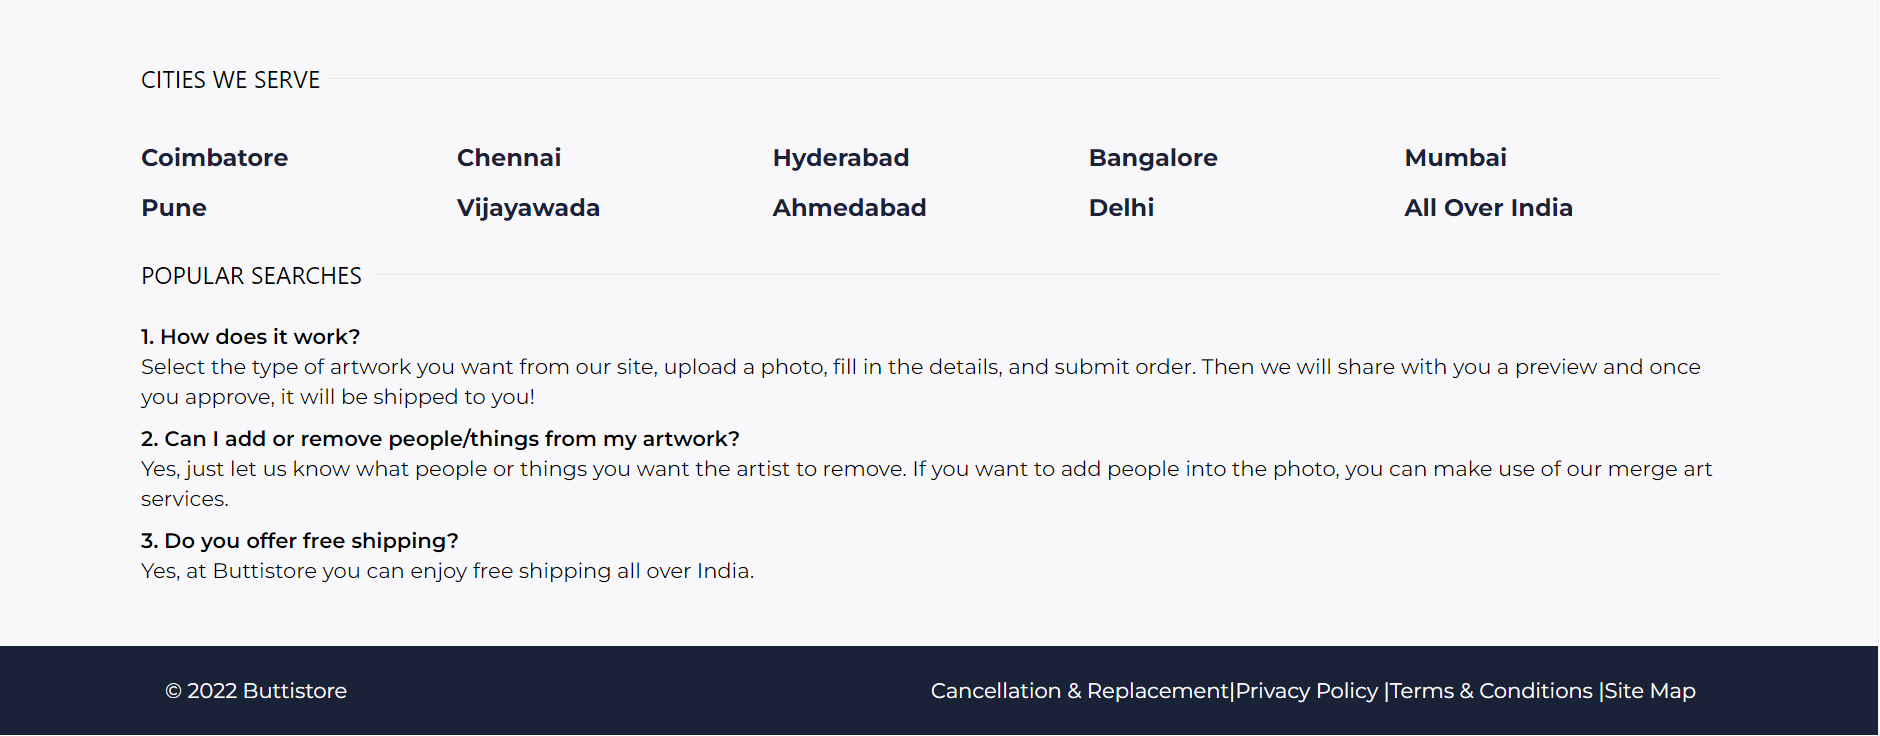 CITIES WE SERVE
Coimbatore Chennai Hyderabad Bangalore Mumbai
Pune Vijayawada Ahmedabad Delhi All Over India
POPULAR SEARCHES
1. How does it work?
Select the type of artwork you want from our site, upload a photo, fill in the details, and submit order. Then we will share with you a preview and once
you approve, it will be shipped to you!
2. Can I add or remove people/things from my artwork?
Yes, just let us know what people or things you want the artist to remove. If you want to add people into the photo, you can make use of our merge art
services.
3. Do you offer free shipping?
Yes, at Buttistore you can enjoy free shipping all over India.
© 2022 Buttistore Cancellation & Replacement|Privacy Policy |Terms & Conditions |Site Map